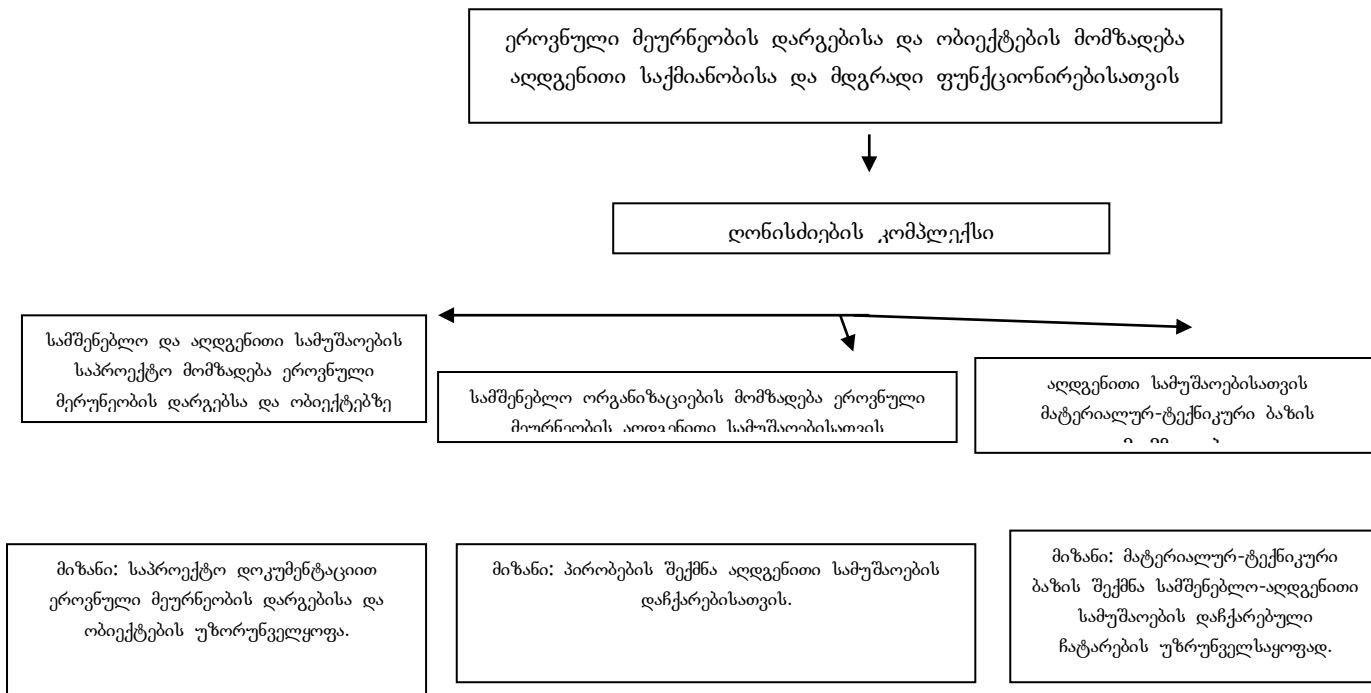 ეროვნული მეურნეობის დარგებისა და ობიექტების მომზადება
აღდგენითი საქმიანობისა და მდგრადი ფუნქციონირებისათვის
ღონისძიების კომპლექსი
სამშენებლო და აღდგენითი სამუშაოების
საპროექტო მომზადება ეროვნული
მერუნეობის დარგებსა და ობიექტებზე
სამშენებლო ორგანიზაციების მომზადება ეროვნული
მეურნეობის აღდგენითი სამუშაოებისათვის
აღდგენითი სამუშაოებისათვის
მატერიალურ-ტექნიკური ბაზის
მიზანი: საპროექტო დოკუმენტაციით
ეროვნული მეურნეობის დარგებისა და
ობიექტების უზორუნველყოფა.
მიზანი: პირობების შექმნა აღდგენითი სამუშაოების
დაჩქარებისათვის.
მიზანი: მატერიალურ-ტექნიკური
ბაზის შექმნა სამშენებლო-აღდგენითი
სამუშაოების დაჩქარებული
ჩატარების უზრუნველსაყოფად.